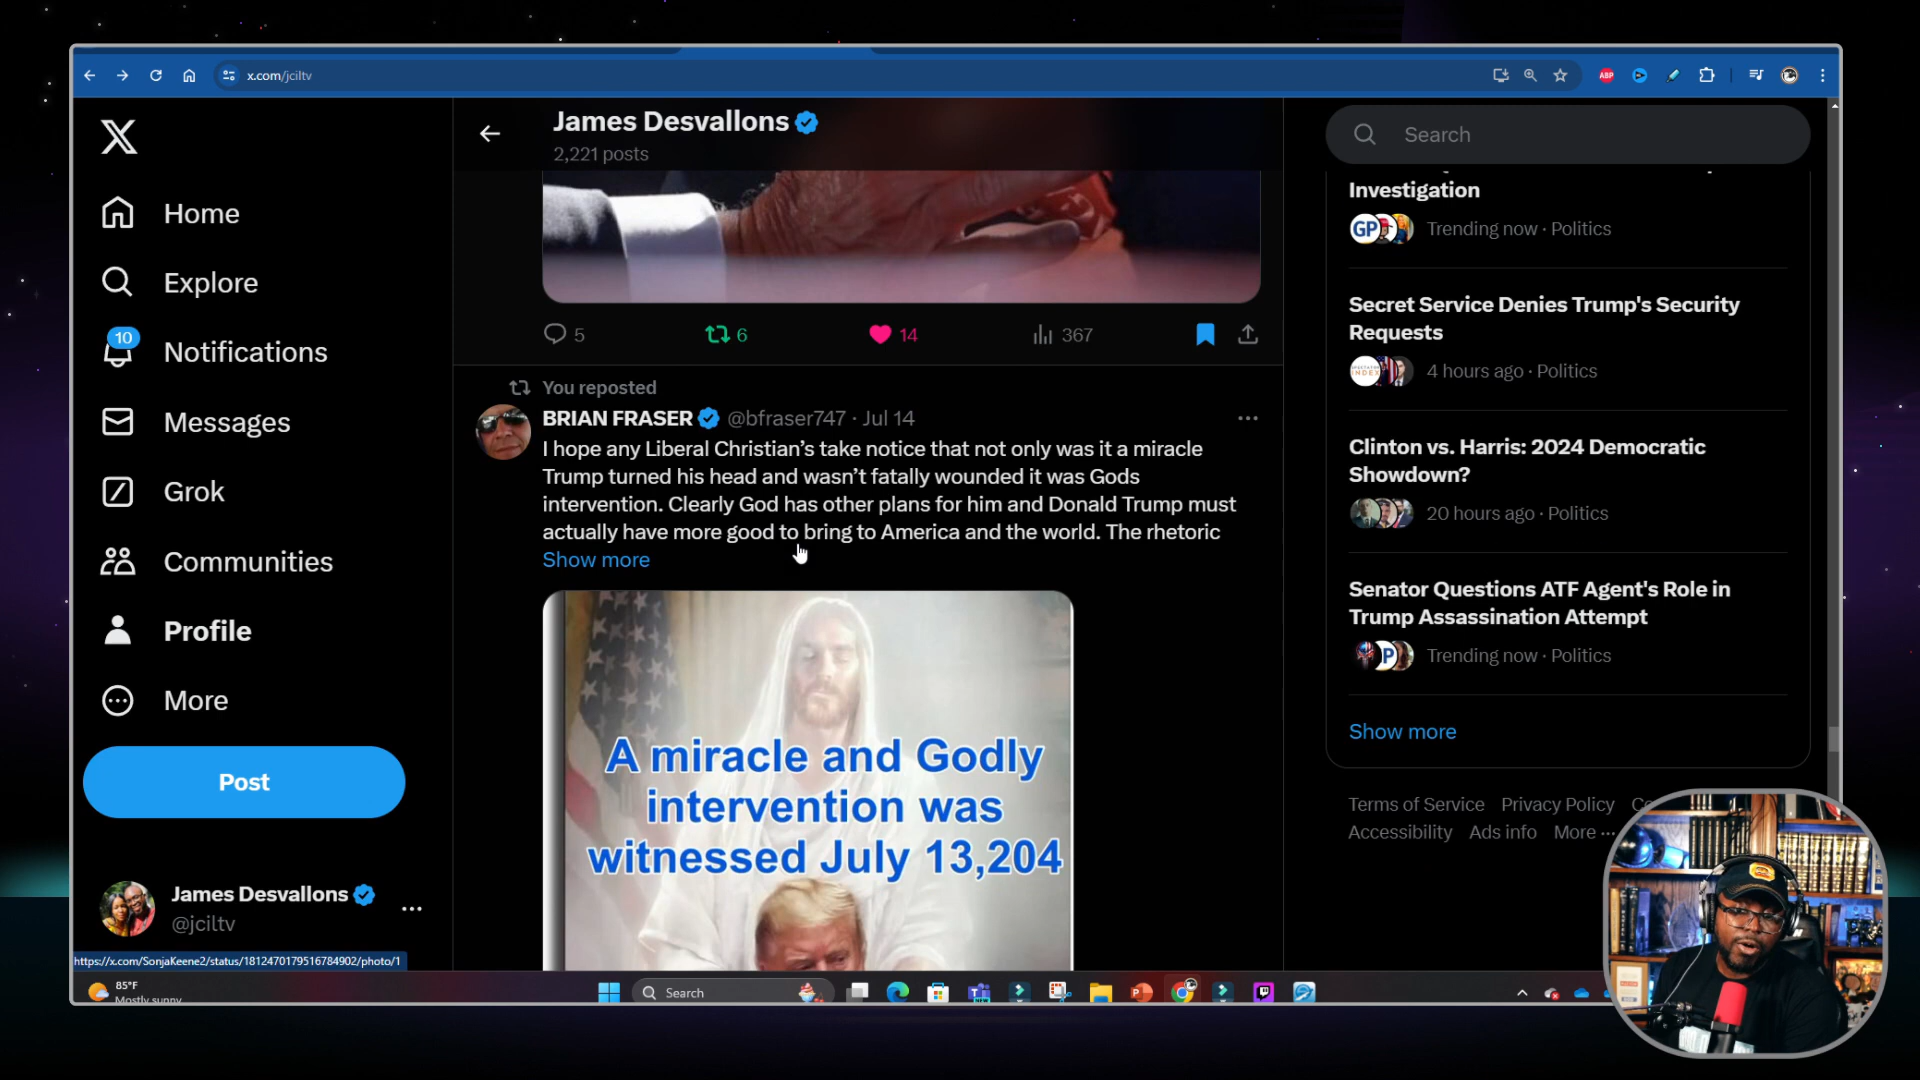 x.com/jciltv
ABP
James Desvallons
2,221 posts
Search
Home
Explore
10
Notifications
Messages
Grok
Communities
Profile
More
Post
James Desvallons
@jciltv
5
6
14
367
You reposted
BRIAN FRASER @bfraser747 · Jul 14
I hope any Liberal Christian’s take notice that not only was it a miracle
Trump turned his head and wasn’t fatally wounded it was Gods
intervention. Clearly God has other plans for him and Donald Trump must
actually have more good to bring to America and the world. The rhetoric
Show more
A miracle and Godly
intervention was
witnessed July 13,204
Investigation
GP
Trending now · Politics
Secret Service Denies Trump's Security
Requests
4 hours ago · Politics
Clinton vs. Harris: 2024 Democratic
Showdown?
20 hours ago · Politics
Senator Questions ATF Agent's Role in
Trump Assassination Attempt
P
Trending now · Politics
Show more
Terms of Service Privacy Policy
Accessibility Ads info More ...
https://x.com/SonjaKeene2/status/1812470179516784902/photo/1
85°F
Mostly sunny
Search